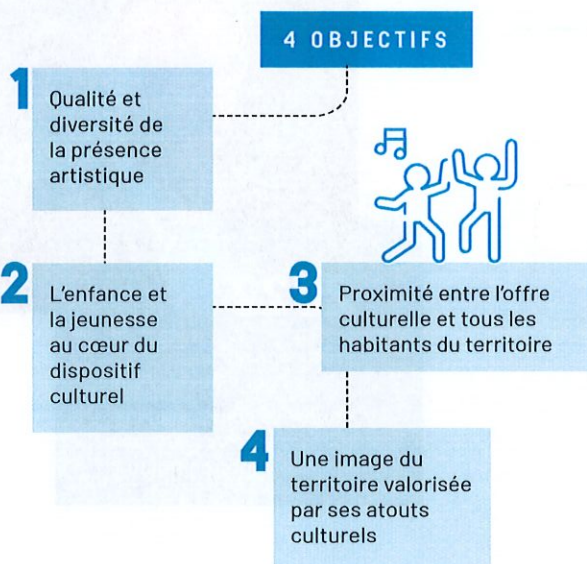 4 OBJECTIFS
1
Qualité et
diversité de
la présence
artistique
2
L'enfance et
la jeunesse
au cœur du
dispositif
culturel
3
Proximité entre l'offre
culturelle et tous les
habitants du territoire
4
Une image du
territoire valorisée
par ses atouts
culturels